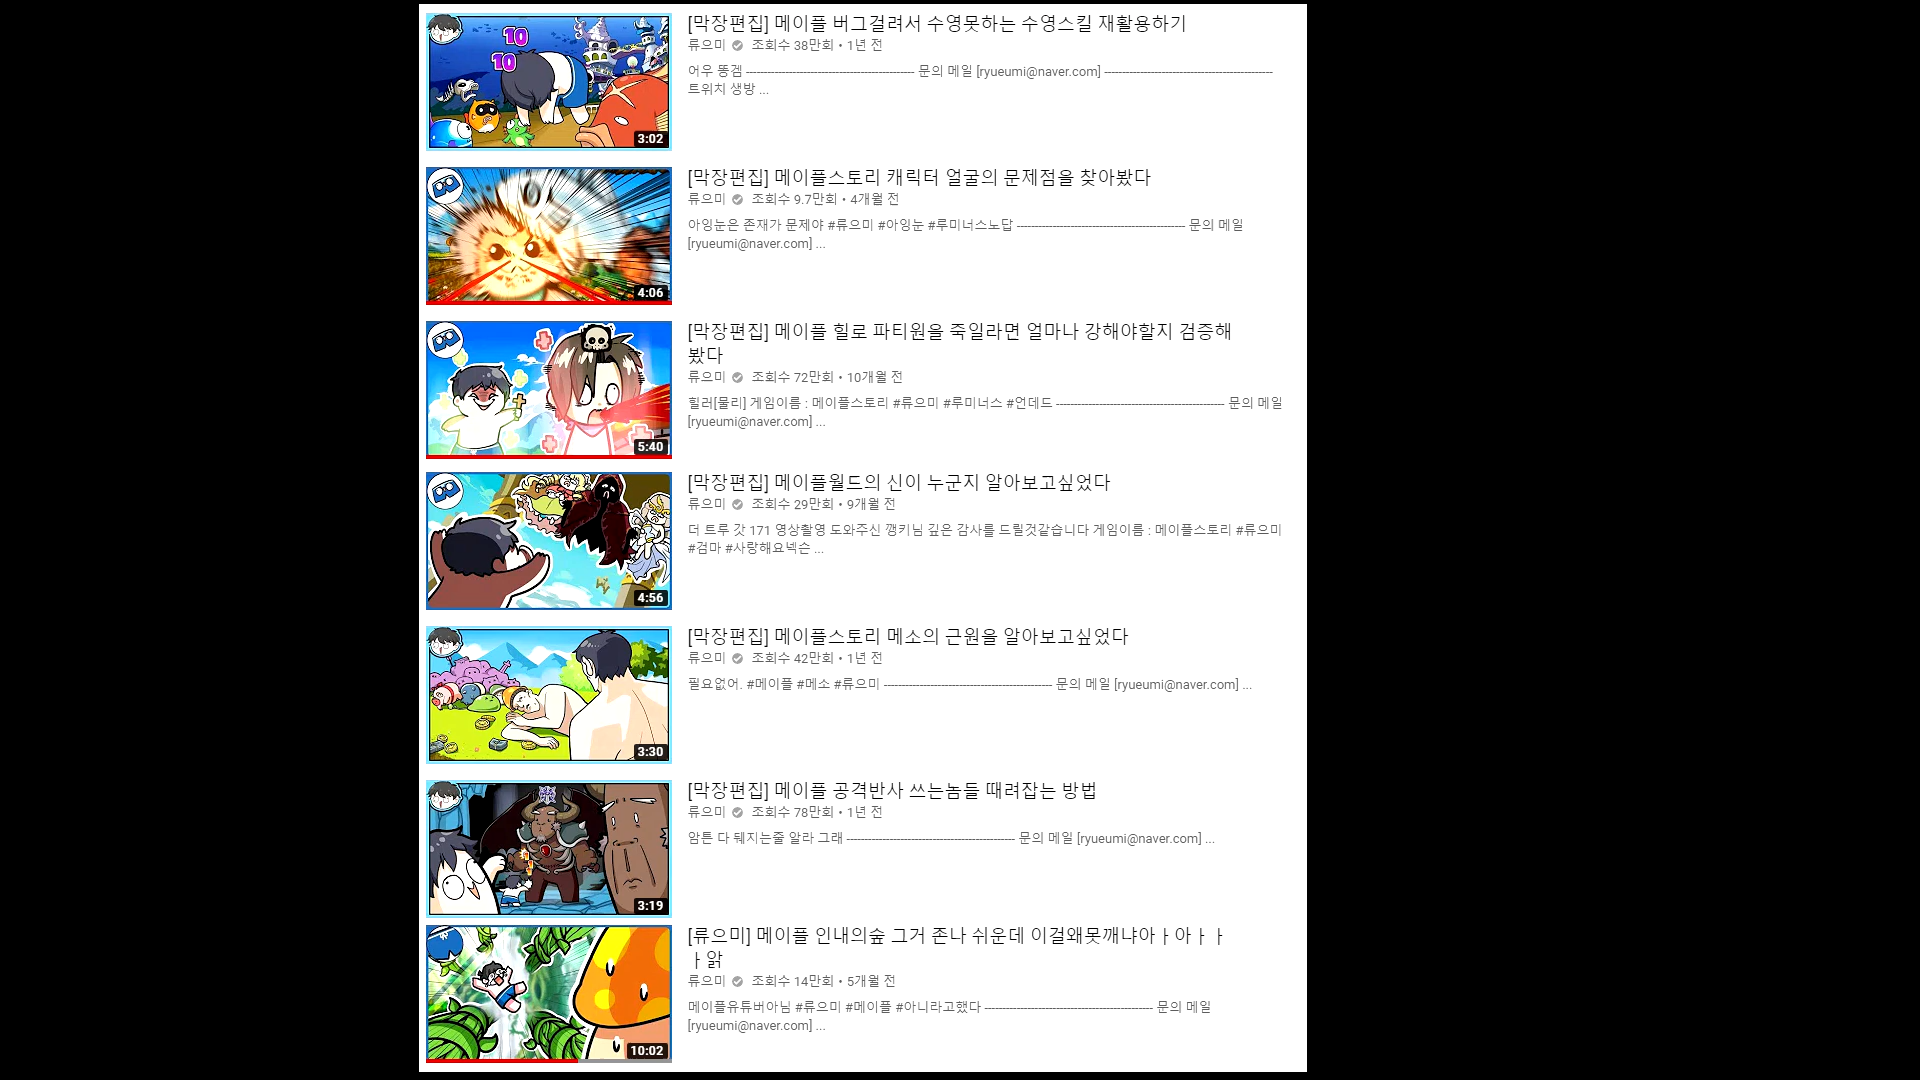 10
10
3:02
[막장편집] 메이플 버그걸려서 수영못하는 수영스킬 재활용하기
류으미 조회수 38만회 • 1년 전
어우 똥겜 ----------------------------------------------- 문의 메일 [ryueumi@naver.com] -----------------------------------------------
트위치 생방 ...
4:06
[막장편집] 메이플스토리 캐릭터 얼굴의 문제점을 찾아봤다
류으미 조회수 9.7만회 • 4개월 전
아잉눈은 존재가 문제야 #류으미 #아잉눈 #루미너스노답 ----------------------------------------------- 문의 메일
[ryueumi@naver.com] ...
5:40
[막장편집] 메이플 힐로 파티원을 죽일라면 얼마나 강해야할지 검증해
봤다
류으미 조회수 72만회 • 10개월 전
힐러[물리] 게임이름 : 메이플스토리 #류으미 #루미너스 #언데드 ----------------------------------------------- 문의 메일
[ryueumi@naver.com] ...
4:56
[막장편집] 메이플월드의 신이 누군지 알아보고싶었다
류으미 조회수 29만회 • 9개월 전
더 트루 갓 171 영상촬영 도와주신 깽키님 깊은 감사를 드릴것같습니다 게임이름 : 메이플스토리 #류으미
#검마 #사랑해요넥슨 ...
3:30
[막장편집] 메이플스토리 메소의 근원을 알아보고싶었다
류으미 조회수 42만회 • 1년 전
필요없어. #메이플 #메소 #류으미 ----------------------------------------------- 문의 메일 [ryueumi@naver.com] ...
3:19
[막장편집] 메이플 공격반사 쓰는놈들 때려잡는 방법
류으미 조회수 78만회 • 1년 전
암튼 다 뒈지는줄 알라 그래 ----------------------------------------------- 문의 메일 [ryueumi@naver.com] ...
10:02
[류으미] 메이플 인내의숲 그거 존나 쉬운데 이걸왜못깨냐아ㅏ아ㅏㅏ
ㅏ앍
류으미 조회수 14만회 • 5개월 전
메이플유튜버아님 #류으미 #메이플 #아니라고했다 ----------------------------------------------- 문의 메일
[ryueumi@naver.com] ...